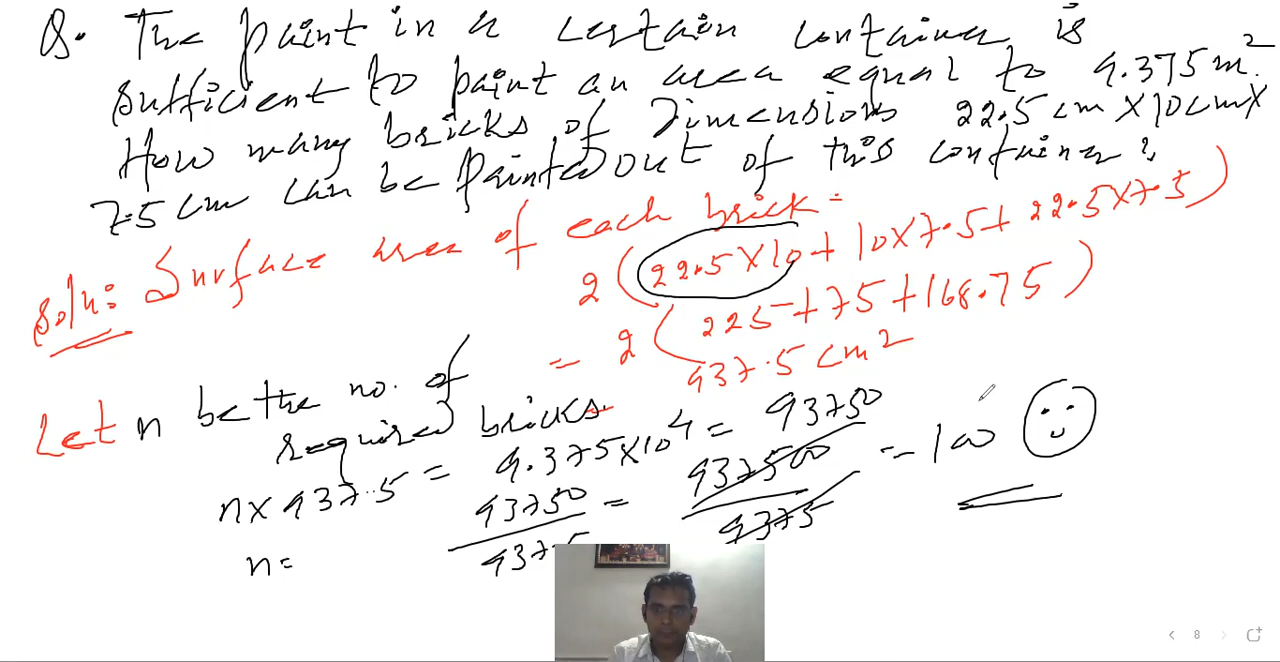 Q. The paint in a certain container is
sufficient to paint an area equal to 9.375 m².
How many bricks of Dimensions 22.5 cm X 10 cm X
7.5 cm can be Painted out of this container?
Soln: Surface area of each brick =
2 (22.5 X 10 + 10 X 7.5 + 22.5 X 7.5)
= 2 (225 + 75 + 168.75)
937.5 cm²
Let n be the no. of
required bricks.
n x 937.5 = 9.375 X 10⁴ = 93750
n = 93750 / 937.5 = 937500 / 9375 = 100
8